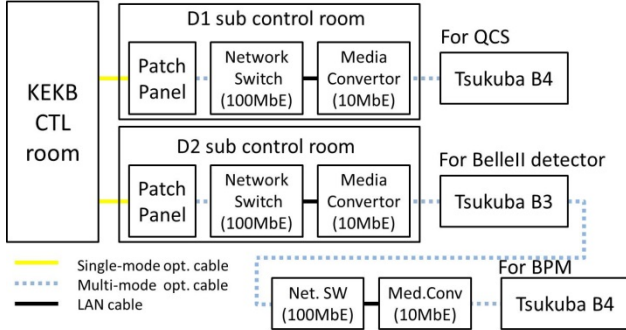 D1 sub control room
For QCS
KEKB
CTL
room
Patch
Panel
Network
Switch
(100MbE)
Media
Convertor
(10MbE)
Tsukuba B4
D2 sub control room
For BelleII detector
Patch
Panel
Network
Switch
(100MbE)
Media
Convertor
(10MbE)
Tsukuba B3
Single-mode opt. cable
Multi-mode opt. cable
LAN cable
For BPM
Net. SW
(100MbE)
Med.Conv
(10MbE)
Tsukuba B4